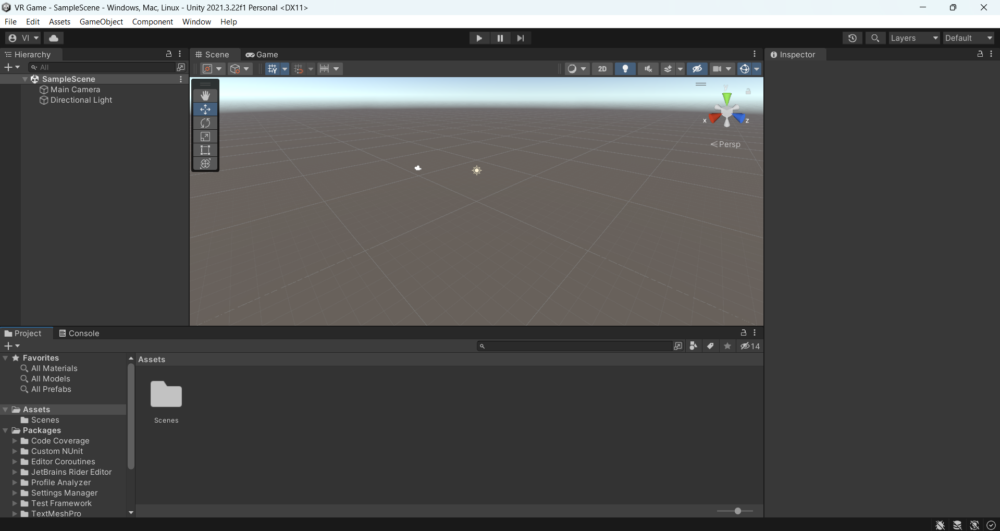 VR Game - SampleScene - Windows, Mac, Linux - Unity 2021.3.22f1 Personal <DX11>
File Edit Assets GameObject Component Window Help
VI Layers Default
Hierarchy
All
SampleScene
Main Camera
Directional Light
Scene Game
2D
y
x z
Persp
Inspector
Project Console
14
Favorites
All Materials
All Models
All Prefabs
Assets
Scenes
Packages
Code Coverage
Custom NUnit
Editor Coroutines
JetBrains Rider Editor
Profile Analyzer
Settings Manager
Test Framework
TextMeshPro
Assets
Scenes